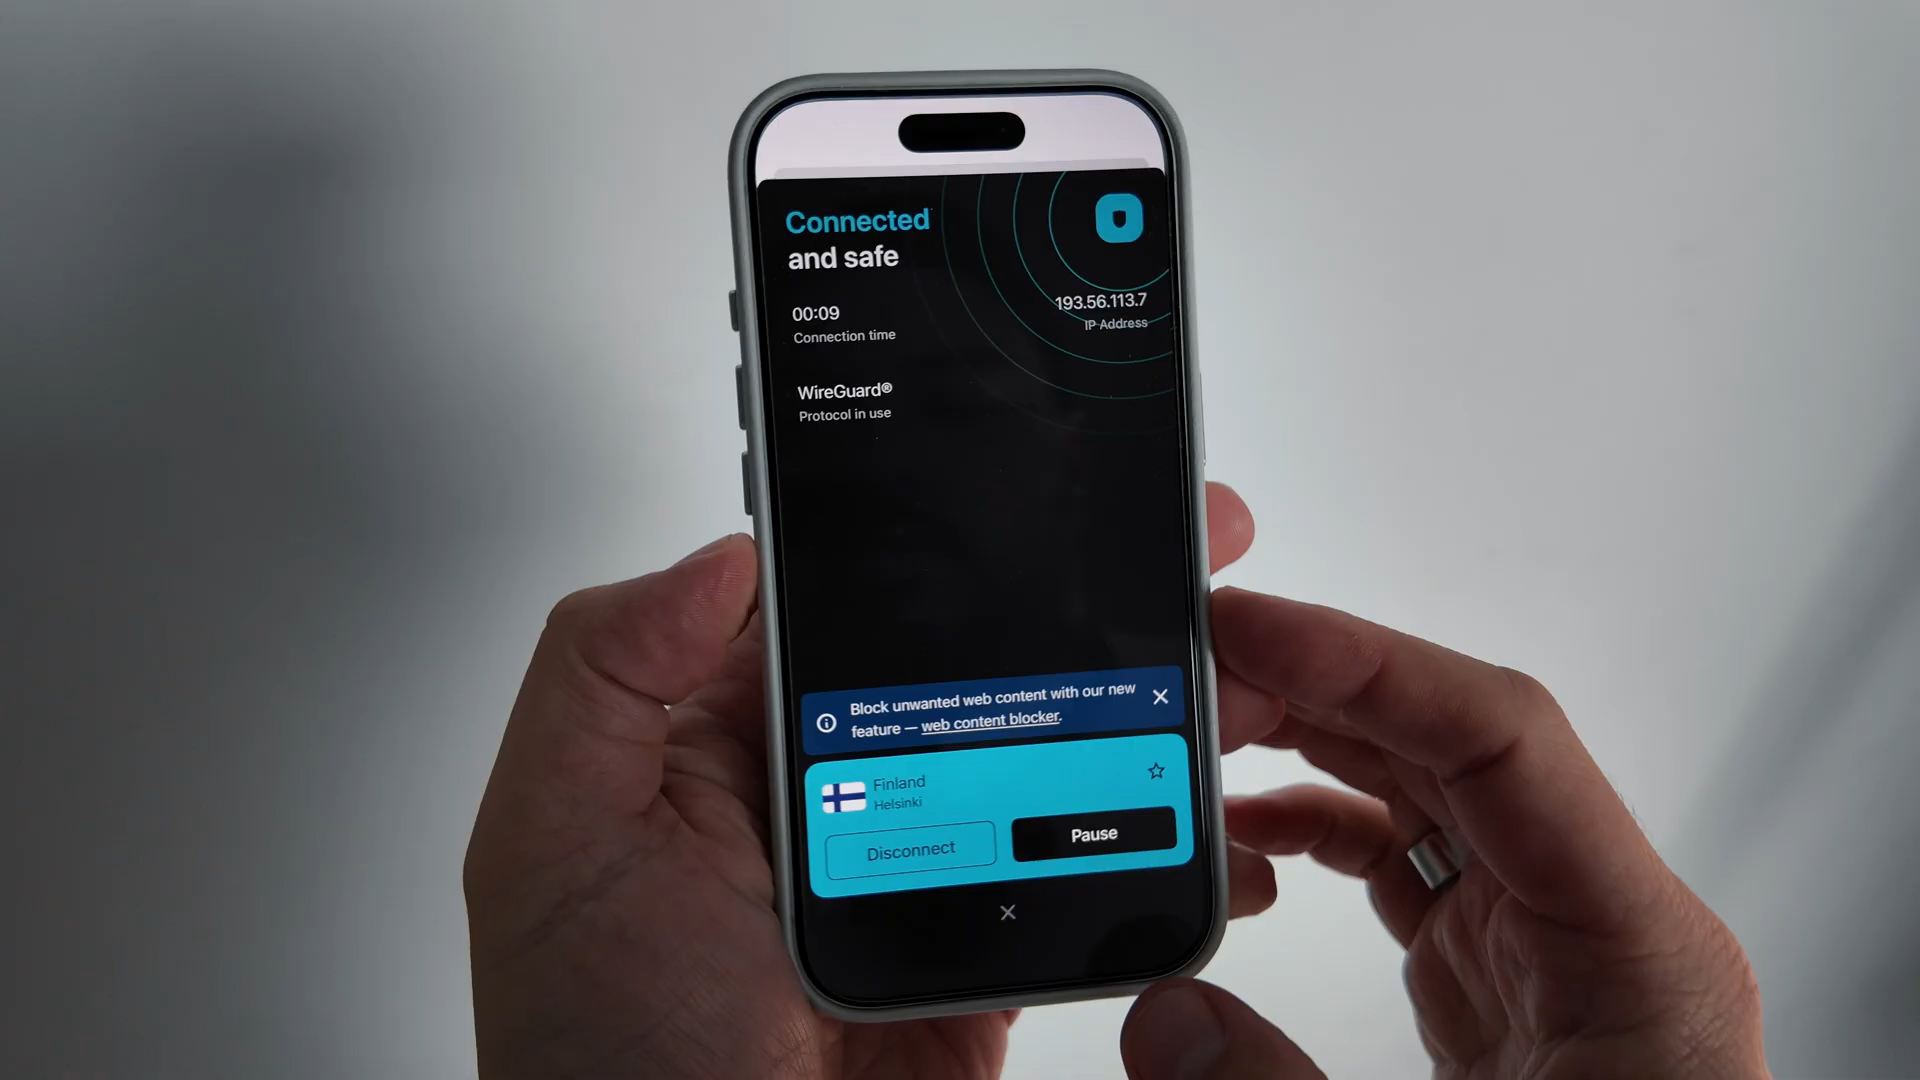 Connected
and safe
00:09
Connection time
193.56.113.7
IP Address
WireGuard®
Protocol in use
Block unwanted web content with our new
feature — web content blocker.
Finland
Helsinki
Disconnect
Pause